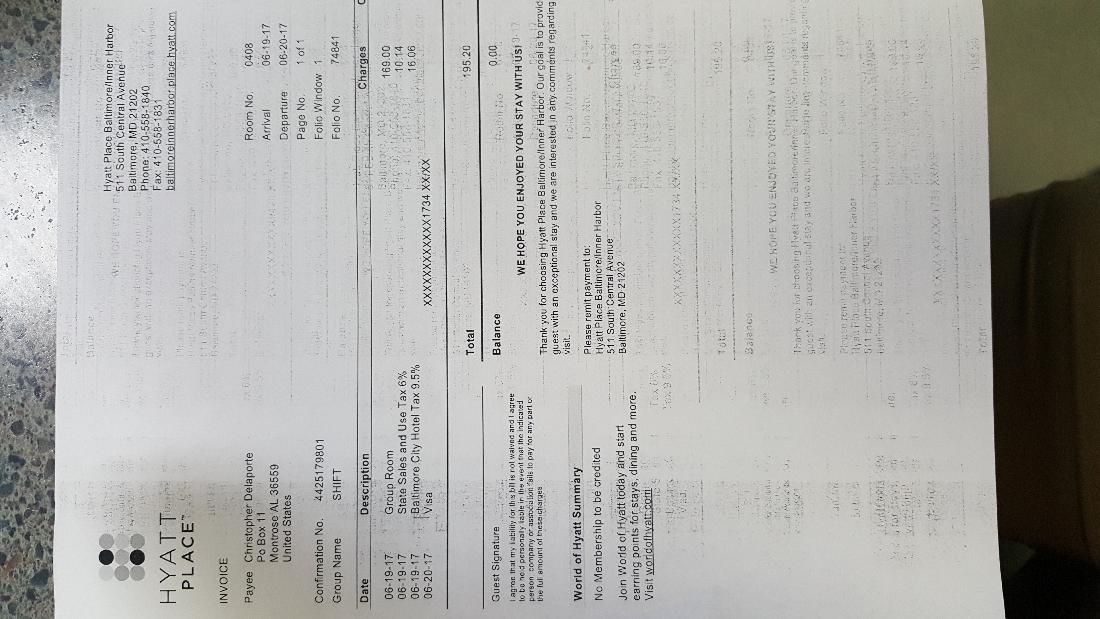 HYATT
PLACE™
Hyatt Place Baltimore/Inner Harbor
511 South Central Avenue
Baltimore, MD 21202
Phone: 410-558-1840
Fax: 410-558-1831
baltimoreinnerharbor.place.hyatt.com
INVOICE
Payee Christopher Delaporte
Po Box 11
Montrose AL 36559
United States
Room No. 0408
Arrival 06-19-17
Departure 06-20-17
Page No. 1 of 1
Folio Window 1
Folio No. 74841
Confirmation No. 4425179801
Group Name SHIFT
Date Description Charges
06-19-17 Group Room 169.00
06-19-17 State Sales and Use Tax 6% 10.14
06-19-17 Baltimore City Hotel Tax 9.5% 16.06
06-20-17 Visa XXXXXXXXXXXX1734 XX/XX
Total 195.20
Balance 0.00
Guest Signature
I agree that my liability for this bill is not waived and I agree
to be held personally liable in the event that the indicated
person, company or association fails to pay for any part or
the full amount of these charges
WE HOPE YOU ENJOYED YOUR STAY WITH US!
Thank you for choosing Hyatt Place Baltimore/Inner Harbor. Our goal is to provid
guest with an exceptional stay and we are interested in any comments regarding
visit.
Please remit payment to:
Hyatt Place Baltimore/Inner Harbor
511 South Central Avenue
Baltimore, MD 21202
World of Hyatt Summary
No Membership to be credited
Join World of Hyatt today and start
earning points for stays, dining and more.
Visit worldofhyatt.com